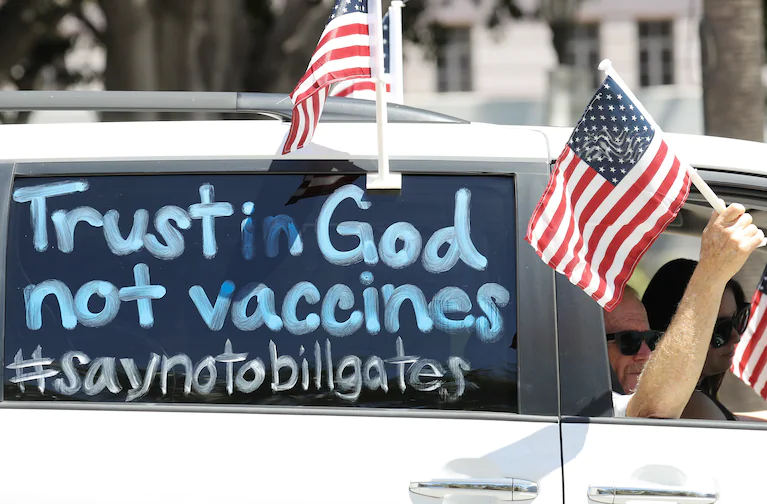 Trust in God
not vaccines
#saynotobillgates